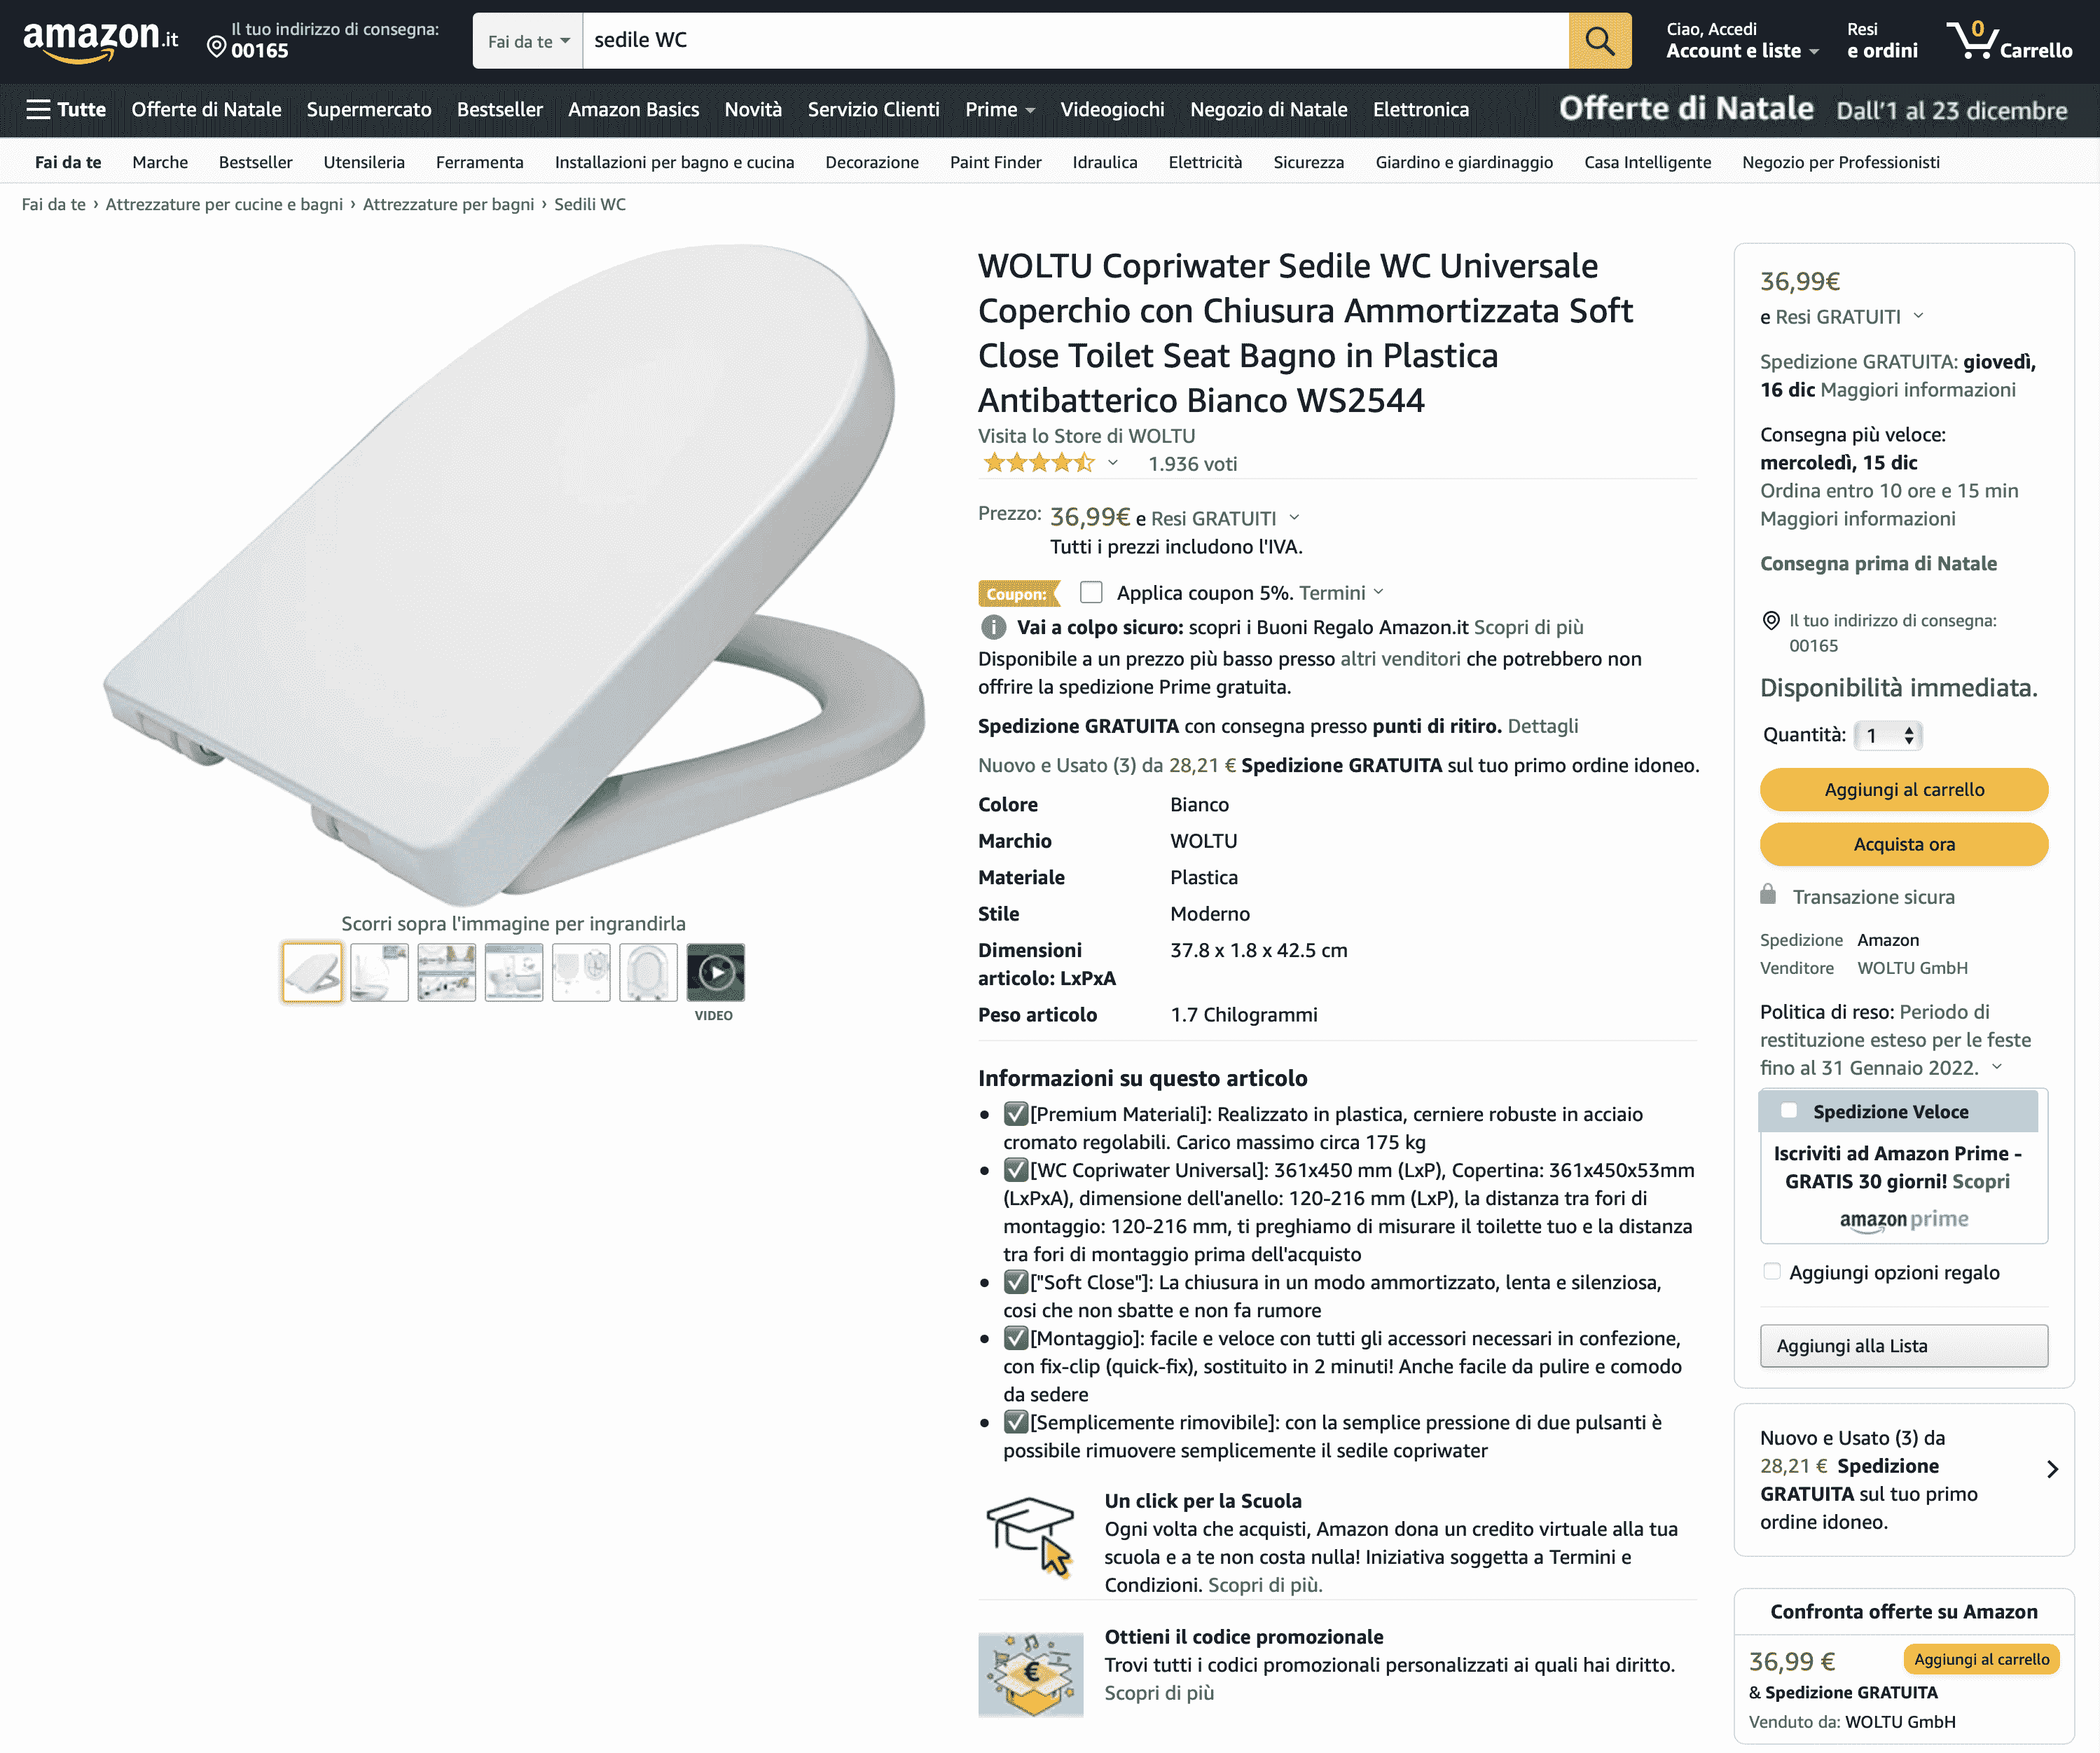 amazon.it
Il tuo indirizzo di consegna:
00165
Fai da te
sedile WC
Ciao, Accedi
Account e liste
Resi
e ordini
0
Carrello
Tutte
Offerte di Natale
Supermercato
Bestseller
Amazon Basics
Novità
Servizio Clienti
Prime
Videogiochi
Negozio di Natale
Elettronica
Offerte di Natale Dall'1 al 23 dicembre
Fai da te
Marche
Bestseller
Utensileria
Ferramenta
Installazioni per bagno e cucina
Decorazione
Paint Finder
Idraulica
Elettricità
Sicurezza
Giardino e giardinaggio
Casa Intelligente
Negozio per Professionisti
Fai da te › Attrezzature per cucine e bagni › Attrezzature per bagni › Sedili WC
Scorri sopra l'immagine per ingrandirla
VIDEO
WOLTU Copriwater Sedile WC Universale
Coperchio con Chiusura Ammortizzata Soft
Close Toilet Seat Bagno in Plastica
Antibatterico Bianco WS2544
Visita lo Store di WOLTU
1.936 voti
Prezzo: 36,99€ e Resi GRATUITI
Tutti i prezzi includono l'IVA.
Coupon: Applica coupon 5%. Termini
i Vai a colpo sicuro: scopri i Buoni Regalo Amazon.it Scopri di più
Disponibile a un prezzo più basso presso altri venditori che potrebbero non
offrire la spedizione Prime gratuita.
Spedizione GRATUITA con consegna presso punti di ritiro. Dettagli
Nuovo e Usato (3) da 28,21 € Spedizione GRATUITA sul tuo primo ordine idoneo.
Colore Bianco
Marchio WOLTU
Materiale Plastica
Stile Moderno
Dimensioni 37.8 x 1.8 x 42.5 cm
articolo: LxPxA
Peso articolo 1.7 Chilogrammi
Informazioni su questo articolo
• ✅[Premium Materiali]: Realizzato in plastica, cerniere robuste in acciaio
cromato regolabili. Carico massimo circa 175 kg
• ✅[WC Copriwater Universal]: 361x450 mm (LxP), Copertina: 361x450x53mm
(LxPxA), dimensione dell'anello: 120-216 mm (LxP), la distanza tra fori di
montaggio: 120-216 mm, ti preghiamo di misurare il toilette tuo e la distanza
tra fori di montaggio prima dell'acquisto
• ✅["Soft Close"]: La chiusura in un modo ammortizzato, lenta e silenziosa,
cosi che non sbatte e non fa rumore
• ✅[Montaggio]: facile e veloce con tutti gli accessori necessari in confezione,
con fix-clip (quick-fix), sostituito in 2 minuti! Anche facile da pulire e comodo
da sedere
• ✅[Semplicemente rimovibile]: con la semplice pressione di due pulsanti è
possibile rimuovere semplicemente il sedile copriwater
Un click per la Scuola
Ogni volta che acquisti, Amazon dona un credito virtuale alla tua
scuola e a te non costa nulla! Iniziativa soggetta a Termini e
Condizioni. Scopri di più.
€
Ottieni il codice promozionale
Trovi tutti i codici promozionali personalizzati ai quali hai diritto.
Scopri di più
36,99€
e Resi GRATUITI
Spedizione GRATUITA: giovedì,
16 dic Maggiori informazioni
Consegna più veloce:
mercoledì, 15 dic
Ordina entro 10 ore e 15 min
Maggiori informazioni
Consegna prima di Natale
Il tuo indirizzo di consegna:
00165
Disponibilità immediata.
Quantità: 1
Aggiungi al carrello
Acquista ora
Transazione sicura
Spedizione Amazon
Venditore WOLTU GmbH
Politica di reso: Periodo di
restituzione esteso per le feste
fino al 31 Gennaio 2022.
Spedizione Veloce
Iscriviti ad Amazon Prime -
GRATIS 30 giorni! Scopri
amazon prime
Aggiungi opzioni regalo
Aggiungi alla Lista
Nuovo e Usato (3) da
28,21 € Spedizione
GRATUITA sul tuo primo
ordine idoneo.
Confronta offerte su Amazon
36,99 €
Aggiungi al carrello
& Spedizione GRATUITA
Venduto da: WOLTU GmbH